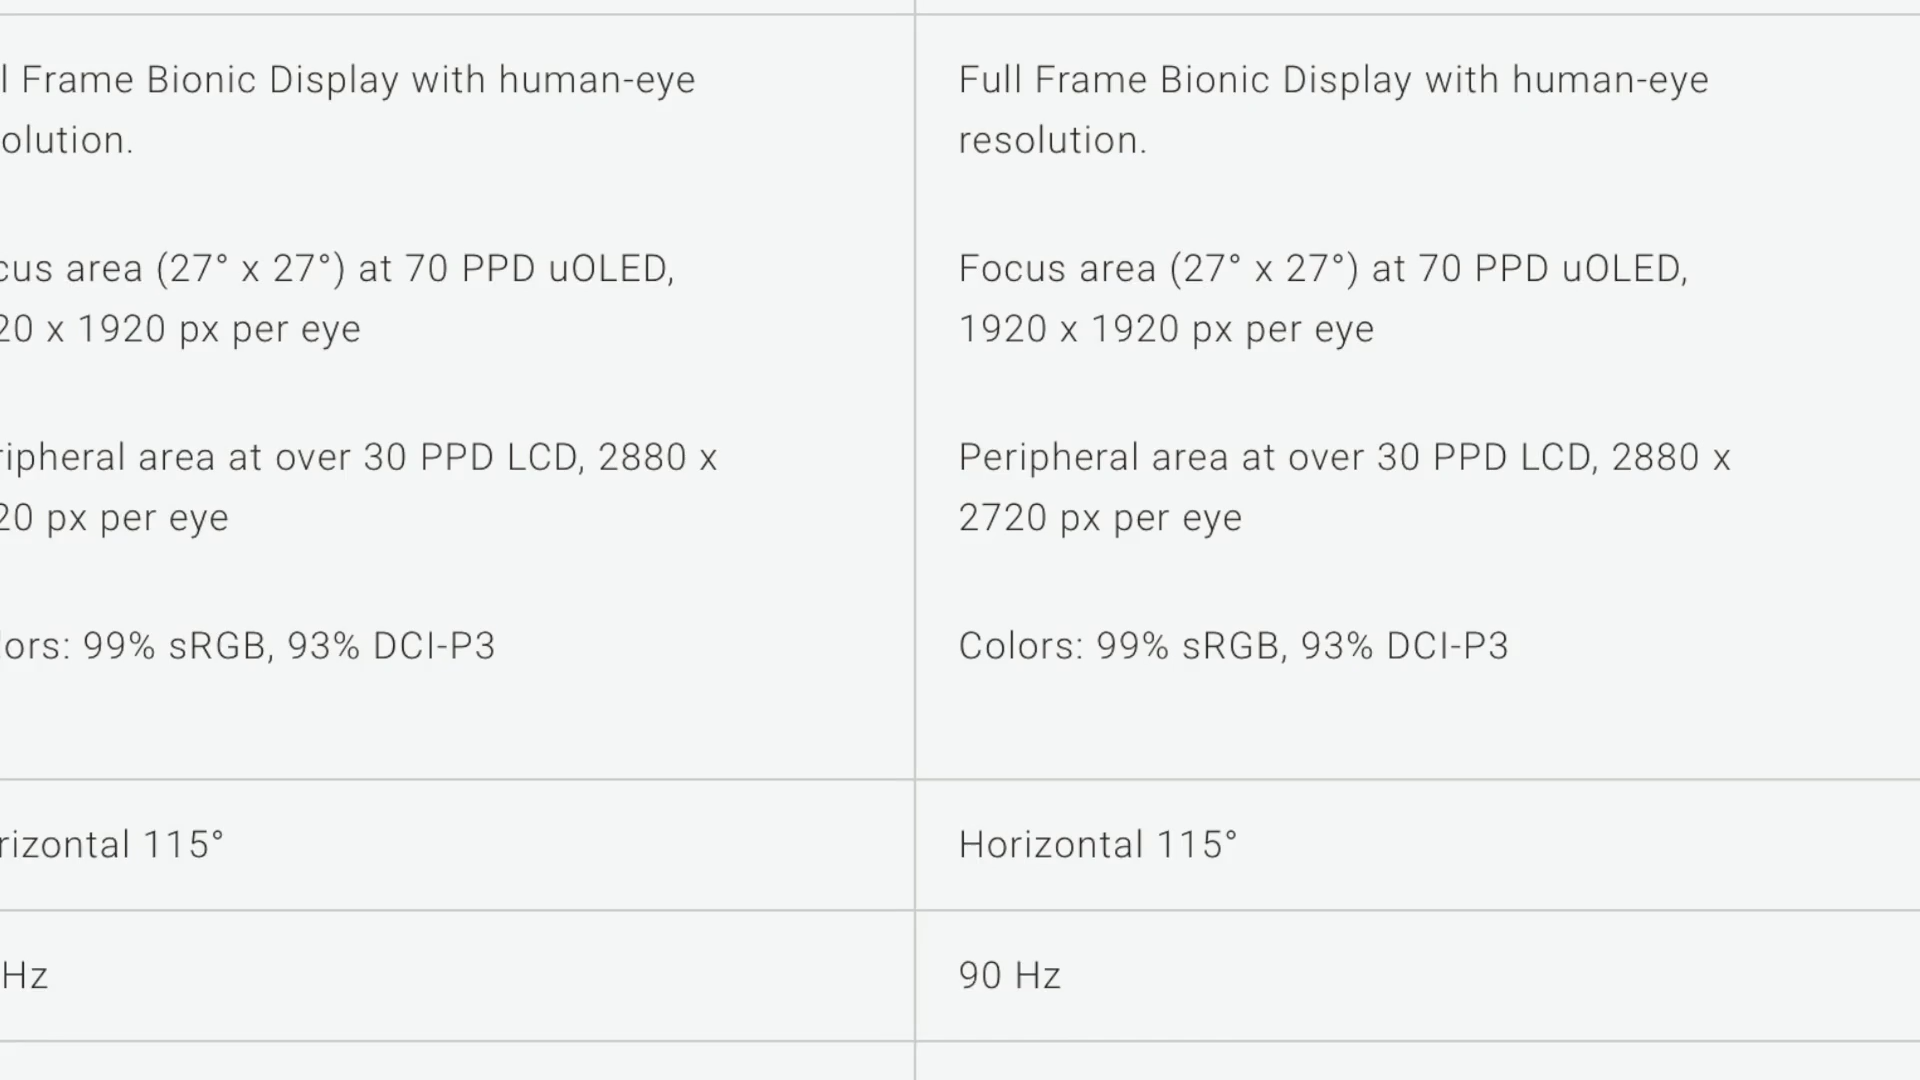 l Frame Bionic Display with human-eye
olution.
cus area (27° x 27°) at 70 PPD uOLED,
20 x 1920 px per eye
ripheral area at over 30 PPD LCD, 2880 x
20 px per eye
lors: 99% sRGB, 93% DCI-P3
rizontal 115°
Hz
Full Frame Bionic Display with human-eye
resolution.
Focus area (27° x 27°) at 70 PPD uOLED,
1920 x 1920 px per eye
Peripheral area at over 30 PPD LCD, 2880 x
2720 px per eye
Colors: 99% sRGB, 93% DCI-P3
Horizontal 115°
90 Hz